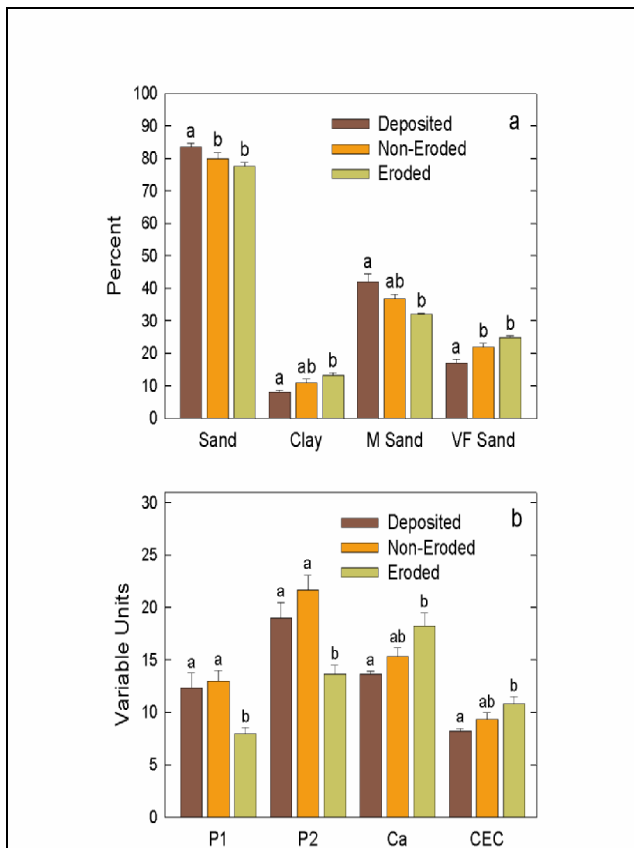 100
90
80
70
60
50
40
30
20
10
0
Percent
a
Deposited
Non-Eroded
Eroded
a b b
a ab b
a ab b
a b b
Sand Clay M Sand VF Sand
30
25
20
15
10
5
0
Variable Units
b
Deposited
Non-Eroded
Eroded
a a b
a a b
a ab b
a ab b
P1 P2 Ca CEC